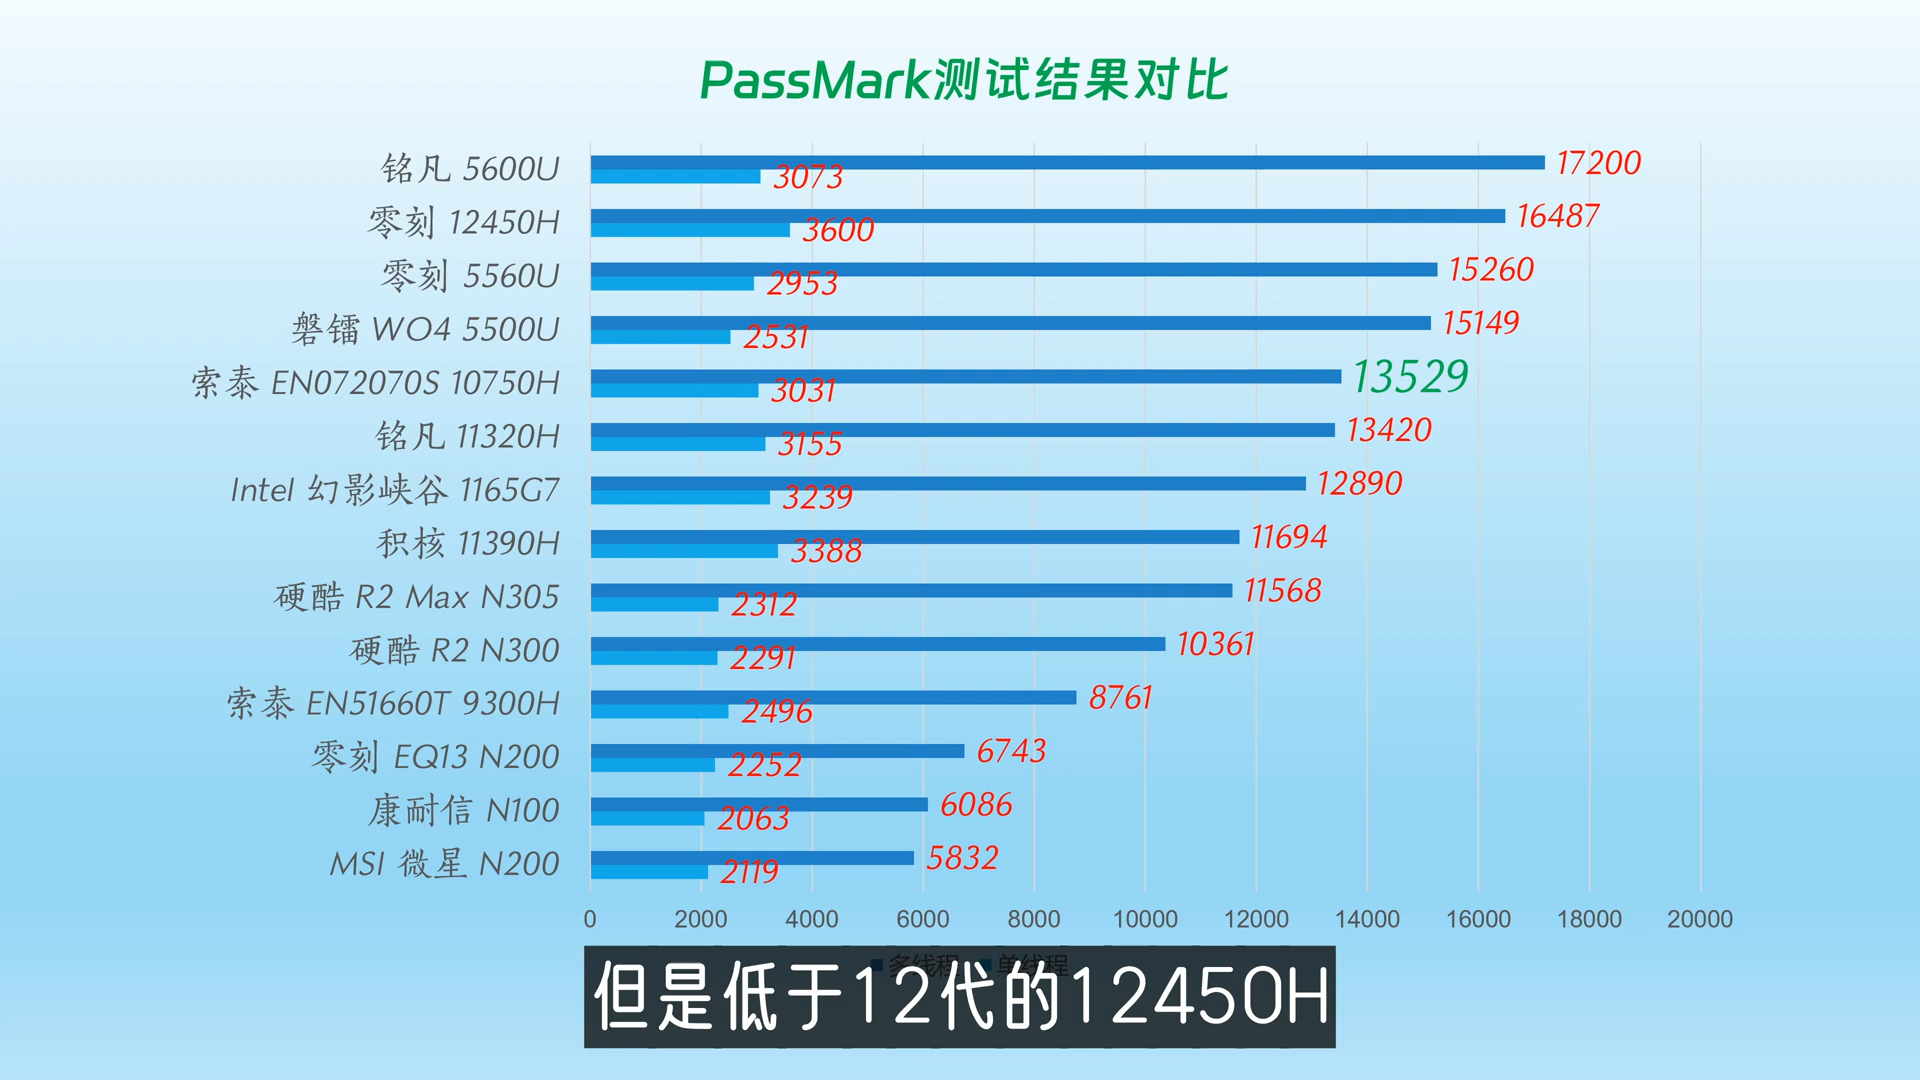 PassMark测试结果对比
铭凡 5600U 17200
3073
零刻 12450H 16487
3600
零刻 5560U 15260
2953
磐镭 WO4 5500U 15149
2531
索泰 EN072070S 10750H 13529
3031
铭凡 11320H 13420
3155
Intel 幻影峡谷 1165G7 12890
3239
积核 11390H 11694
3388
硬酷 R2 Max N305 11568
2312
硬酷 R2 N300 10361
2291
索泰 EN51660T 9300H 8761
2496
零刻 EQ13 N200 6743
2252
康耐信 N100 6086
2063
MSI 微星 N200 5832
2119
0 2000 4000 6000 8000 10000 12000 14000 16000 18000 20000
多线程 单线程
但是低于12代的12450H